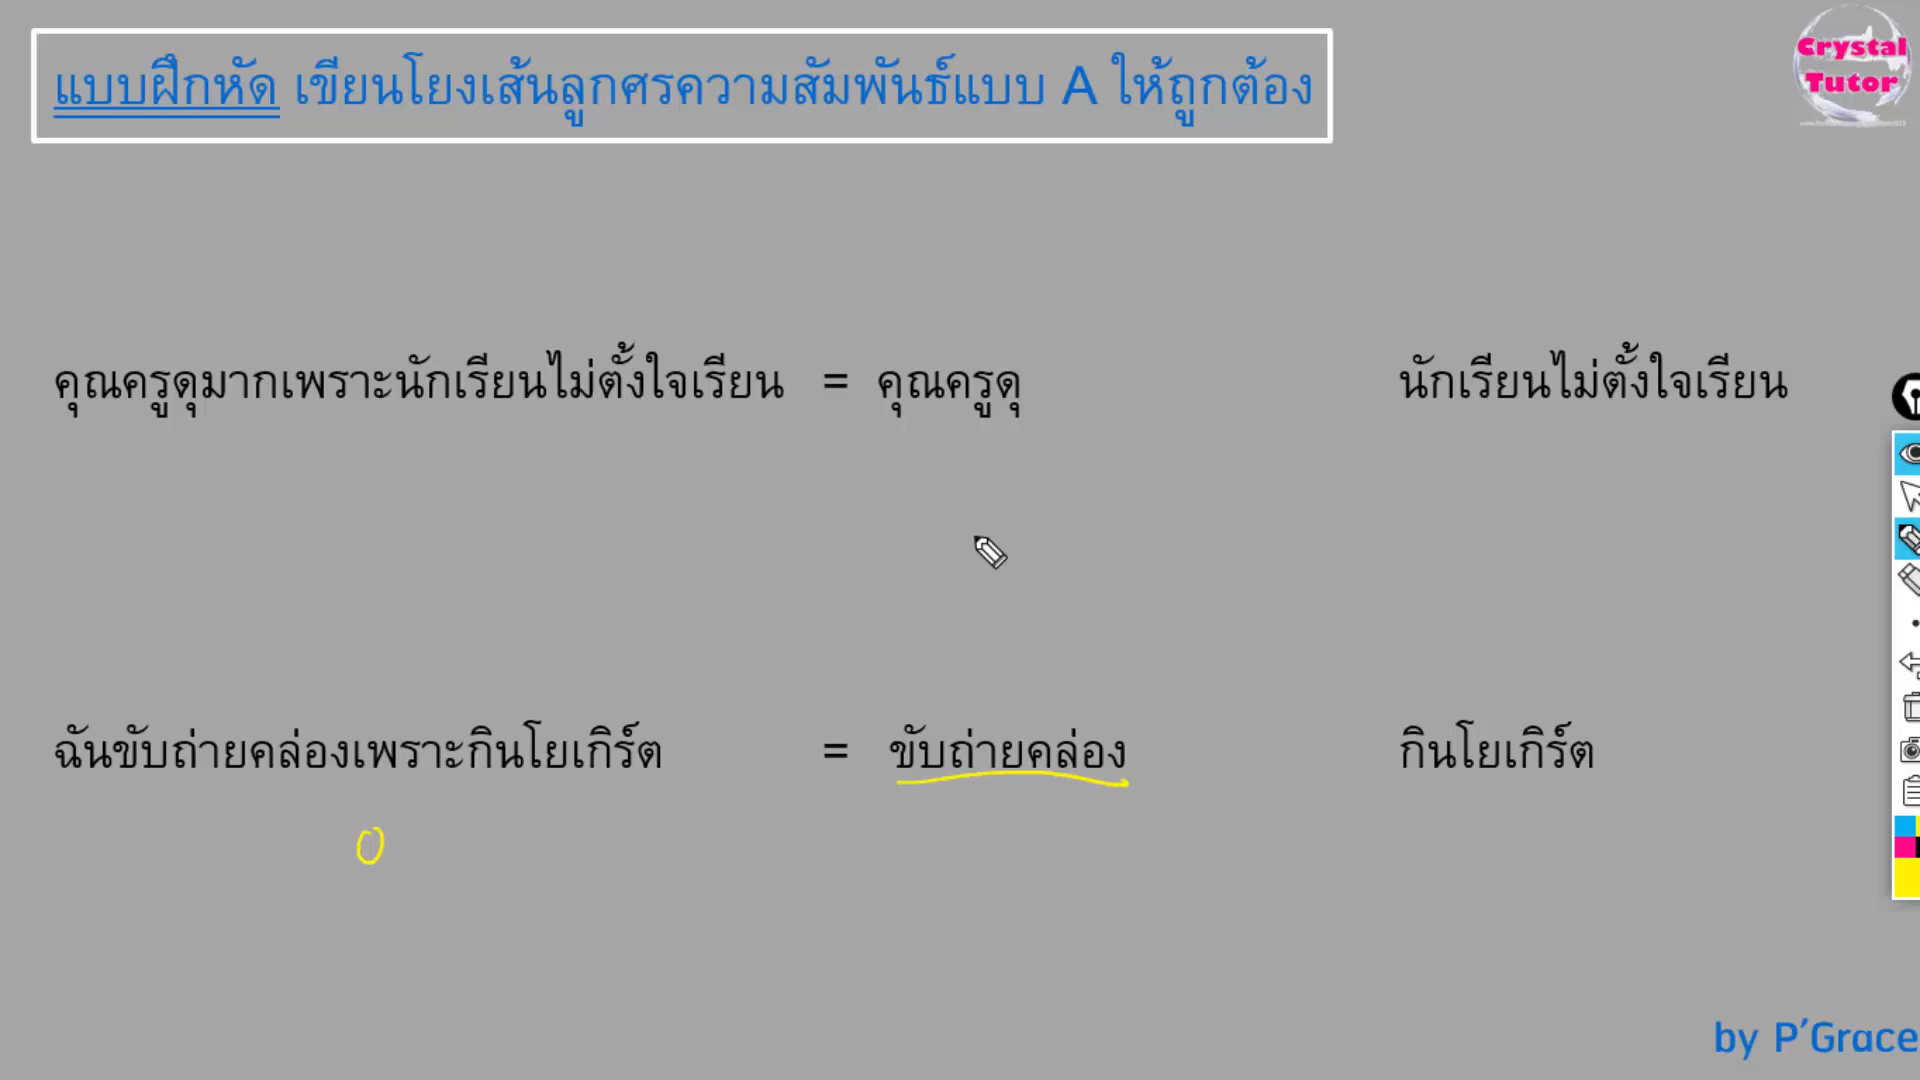 แบบฝึกหัด เขียนโยงเส้นลูกศรความสัมพันธ์แบบ A ให้ถูกต้อง
Crystal
Tutor
คุณครูดุมากเพราะนักเรียนไม่ตั้งใจเรียน = คุณครูดุ นักเรียนไม่ตั้งใจเรียน
ฉันขับถ่ายคล่องเพราะกินโยเกิร์ต = ขับถ่ายคล่อง กินโยเกิร์ต
by P'Grace